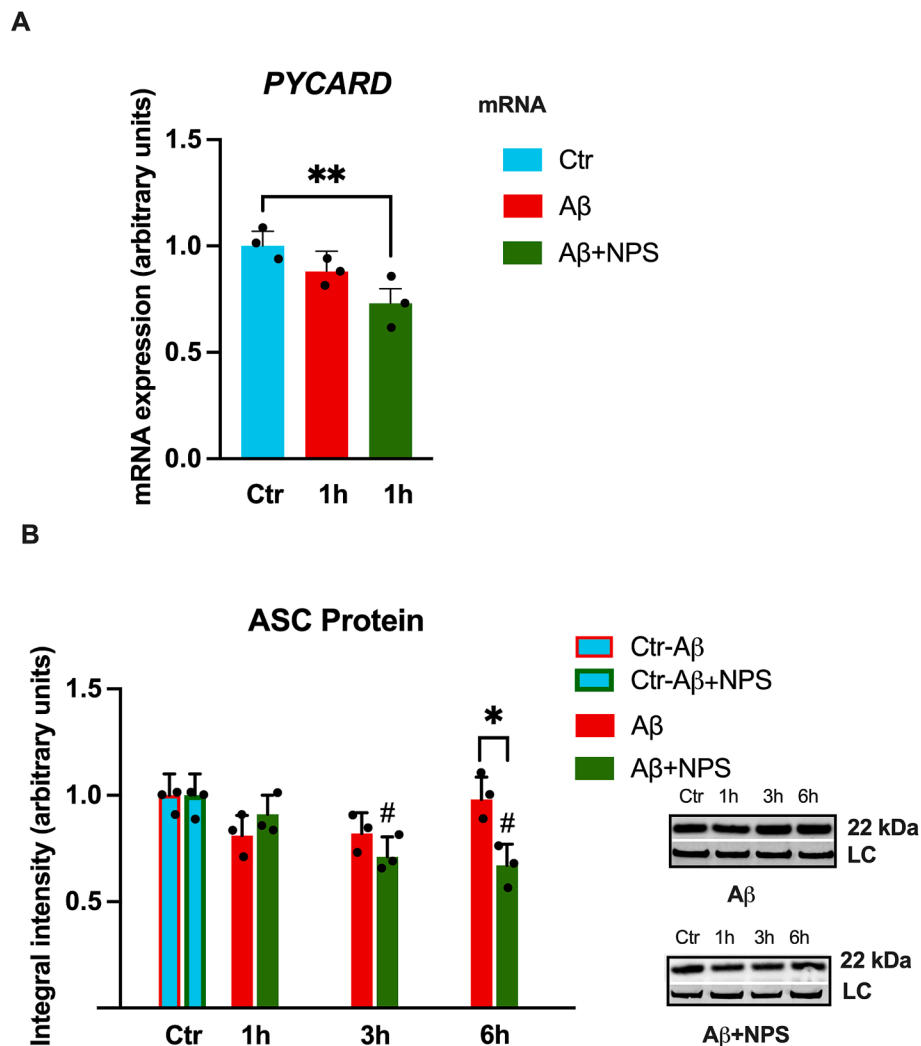 A
PYCARD
mRNA
Ctr
Aβ
Aβ+NPS
mRNA expression (arbitrary units)
1.5
1.0
0.5
0.0
**
Ctr 1h 1h
B
ASC Protein
Ctr-Aβ
Ctr-Aβ+NPS
Aβ
Aβ+NPS
Integral intensity (arbitrary units)
1.5
1.0
0.5
*
#
#
Ctr 1h 3h 6h
Ctr 1h 3h 6h
22 kDa
LC
Aβ
Ctr 1h 3h 6h
22 kDa
LC
Aβ+NPS